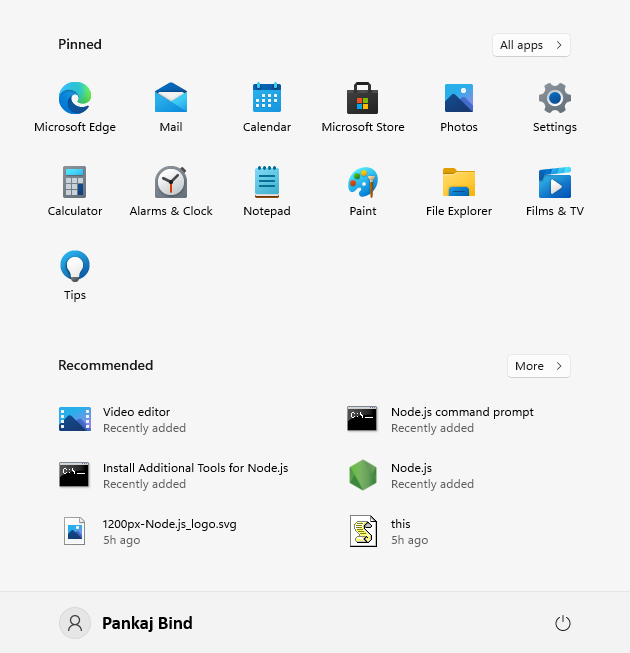 Pinned
All apps
Microsoft Edge
Mail
Calendar
Microsoft Store
Photos
Settings
Calculator
Alarms & Clock
Notepad
Paint
File Explorer
Films & TV
Tips
Recommended
More
Video editor
Recently added
Node.js command prompt
Recently added
Install Additional Tools for Node.js
Recently added
Node.js
Recently added
1200px-Node.js_logo.svg
5h ago
this
5h ago
Pankaj Bind